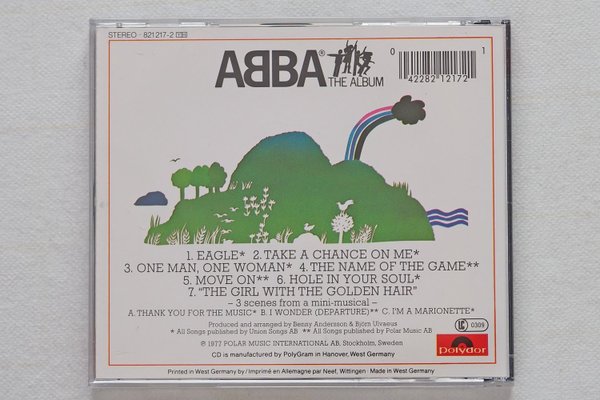 STEREO · 821 217-2
ABBA®
THE ALBUM
0 1
42282 12172
1. EAGLE* 2. TAKE A CHANCE ON ME*
3. ONE MAN, ONE WOMAN* 4. THE NAME OF THE GAME**
5. MOVE ON** 6. HOLE IN YOUR SOUL*
7. "THE GIRL WITH THE GOLDEN HAIR"
– 3 scenes from a mini-musical –
A. THANK YOU FOR THE MUSIC* B. I WONDER (DEPARTURE)** C. I'M A MARIONETTE*
Produced and arranged by Benny Andersson & Björn Ulvaeus
* All Songs published by Union Songs AB ** All Songs published by Polar Music AB
℗ 1977 POLAR MUSIC INTERNATIONAL AB, Stockholm, Sweden
CD is manufactured by PolyGram in Hanover, West Germany
LC 0309
Polydor
Printed in West Germany by/Imprimé en Allemagne par Neef, Wittingen · Made in West Germany